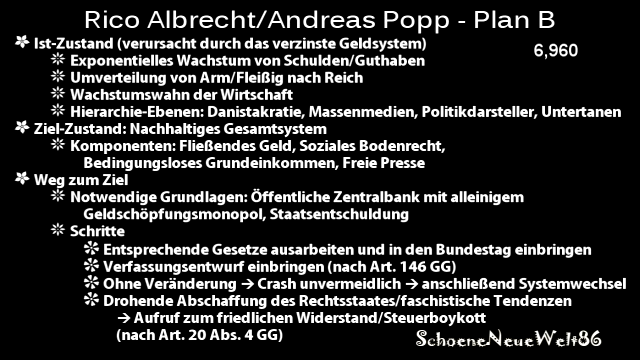 Rico Albrecht/Andreas Popp - Plan B
Ist-Zustand (verursacht durch das verzinste Geldsystem)
6,960
Exponentielles Wachstum von Schulden/Guthaben
Umverteilung von Arm/Fleißig nach Reich
Wachstumswahn der Wirtschaft
Hierarchie-Ebenen: Danistakratie, Massenmedien, Politikdarsteller, Untertanen
Ziel-Zustand: Nachhaltiges Gesamtsystem
Komponenten: Fließendes Geld, Soziales Bodenrecht,
Bedingungsloses Grundeinkommen, Freie Presse
Weg zum Ziel
Notwendige Grundlagen: Öffentliche Zentralbank mit alleinigem
Geldschöpfungsmonopol, Staatsentschuldung
Schritte
Entsprechende Gesetze ausarbeiten und in den Bundestag einbringen
Verfassungsentwurf einbringen (nach Art. 146 GG)
Ohne Veränderung → Crash unvermeidlich → anschließend Systemwechsel
Drohende Abschaffung des Rechtsstaates/faschistische Tendenzen
→ Aufruf zum friedlichen Widerstand/Steuerboykott
(nach Art. 20 Abs. 4 GG)
SchoeneNeueWelt86